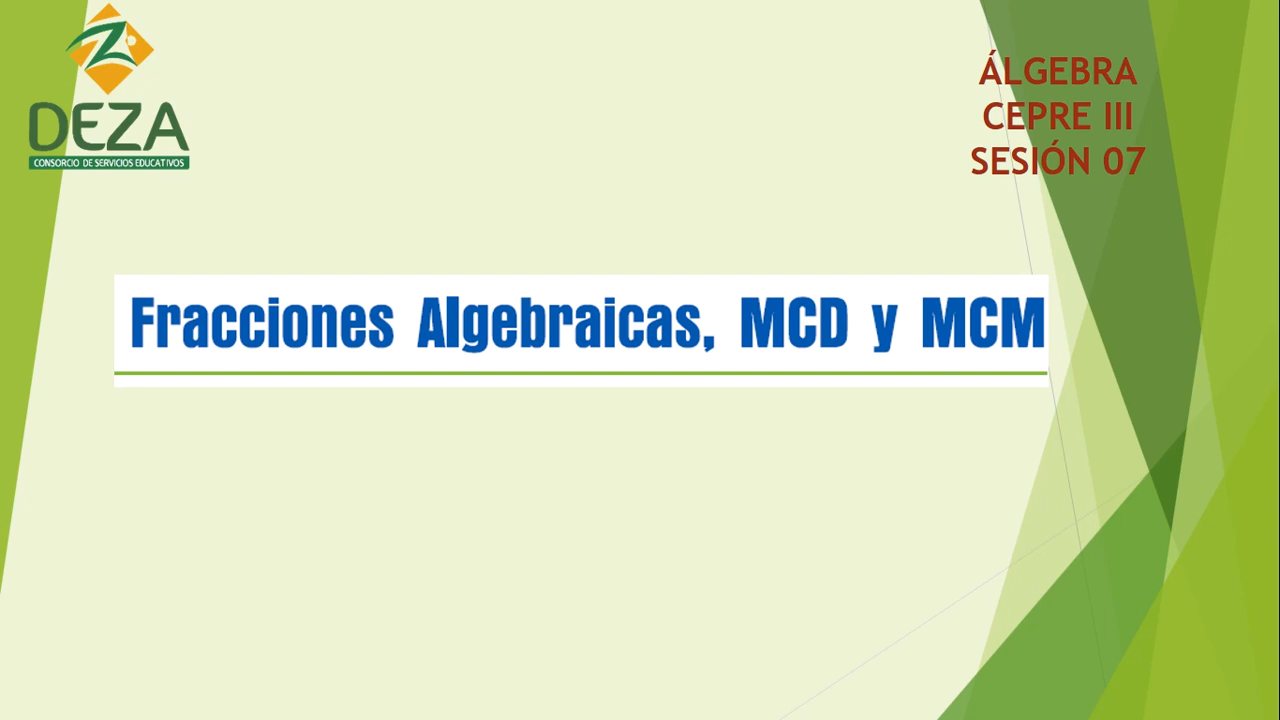 DEZA
CONSORCIO DE SERVICIOS EDUCATIVOS
ÁLGEBRA
CEPRE III
SESIÓN 07
Fracciones Algebraicas, MCD y MCM